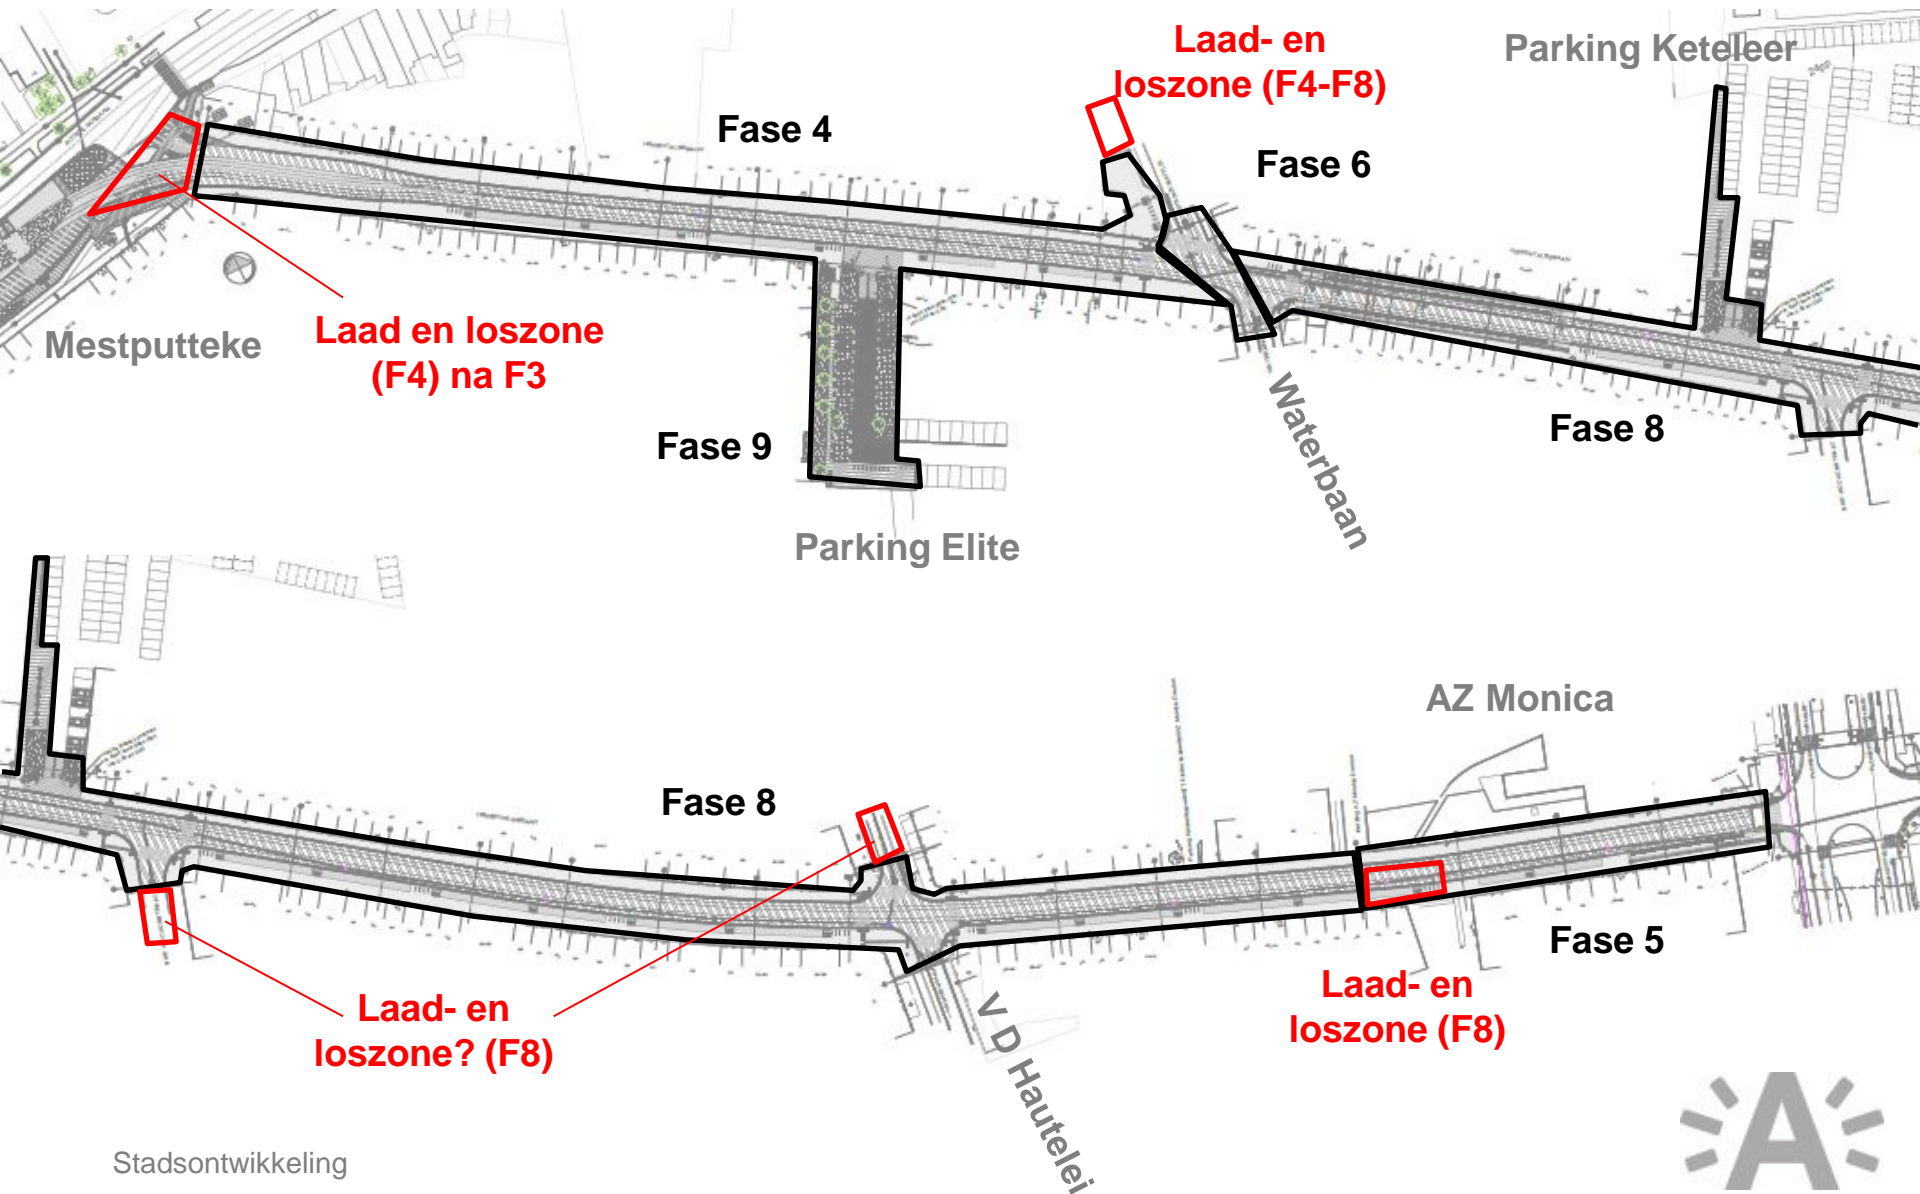 Laad- en
loszone (F4-F8)
Parking Keteleer
Fase 4
Fase 6
Mestputteke
Laad en loszone
(F4) na F3
Fase 9
Waterbaan
Fase 8
Parking Elite
AZ Monica
Fase 8
Fase 5
Laad- en
loszone? (F8)
Laad- en
loszone (F8)
V D Hautelei
Stadsontwikkeling
A